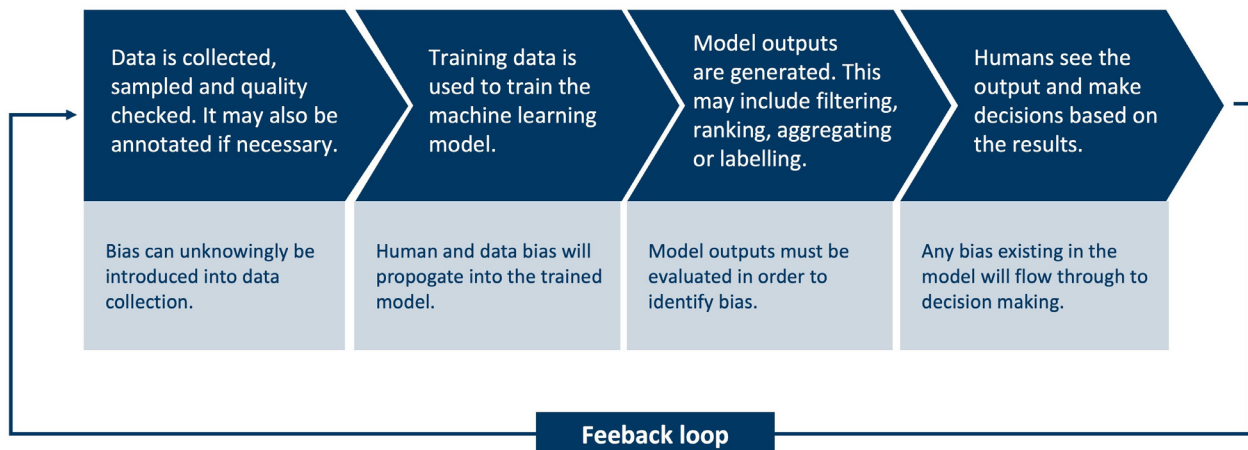 Data is collected,
sampled and quality
checked. It may also be
annotated if necessary.
Training data is
used to train the
machine learning
model.
Model outputs
are generated. This
may include filtering,
ranking, aggregating
or labelling.
Humans see the
output and make
decisions based on
the results.
Bias can unknowingly be
introduced into data
collection.
Human and data bias will
propogate into the trained
model.
Model outputs must be
evaluated in order to
identify bias.
Any bias existing in the
model will flow through to
decision making.
Feeback loop